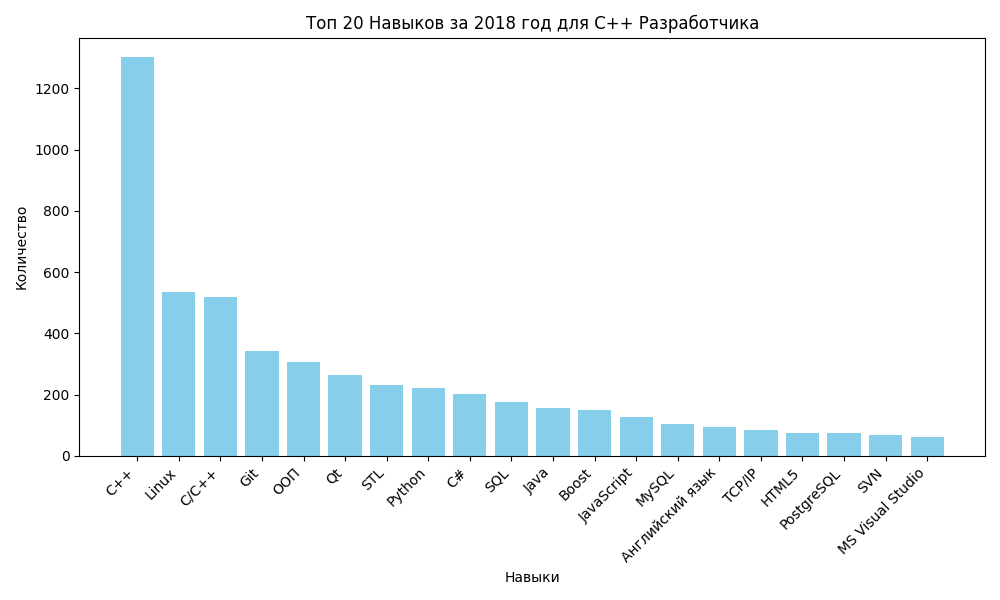 Топ 20 Навыков за 2018 год для C++ Разработчика
Количество
1200
1000
800
600
400
200
0
C++
Linux
C/C++
Git
ООП
Qt
STL
Python
C#
SQL
Java
Boost
JavaScript
MySQL
Английский язык
TCP/IP
HTML5
PostgreSQL
SVN
MS Visual Studio
Навыки